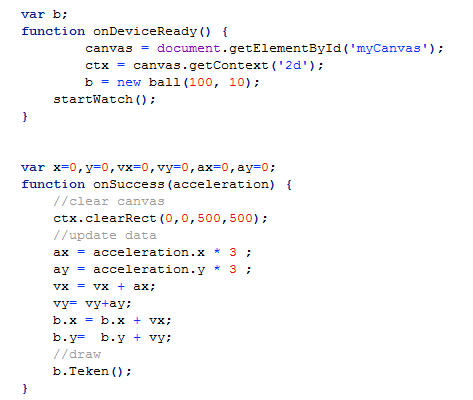 var b;
function onDeviceReady() {
canvas = document.getElementById('myCanvas');
ctx = canvas.getContext('2d');
b = new ball(100, 10);
startWatch();
}
var x=0,y=0,vx=0,vy=0,ax=0,ay=0;
function onSuccess(acceleration) {
//clear canvas
ctx.clearRect(0,0,500,500);
//update data
ax = acceleration.x * 3 ;
ay = acceleration.y * 3 ;
vx = vx + ax;
vy= vy+ay;
b.x = b.x + vx;
b.y=  b.y + vy;
//draw
b.Teken();
}